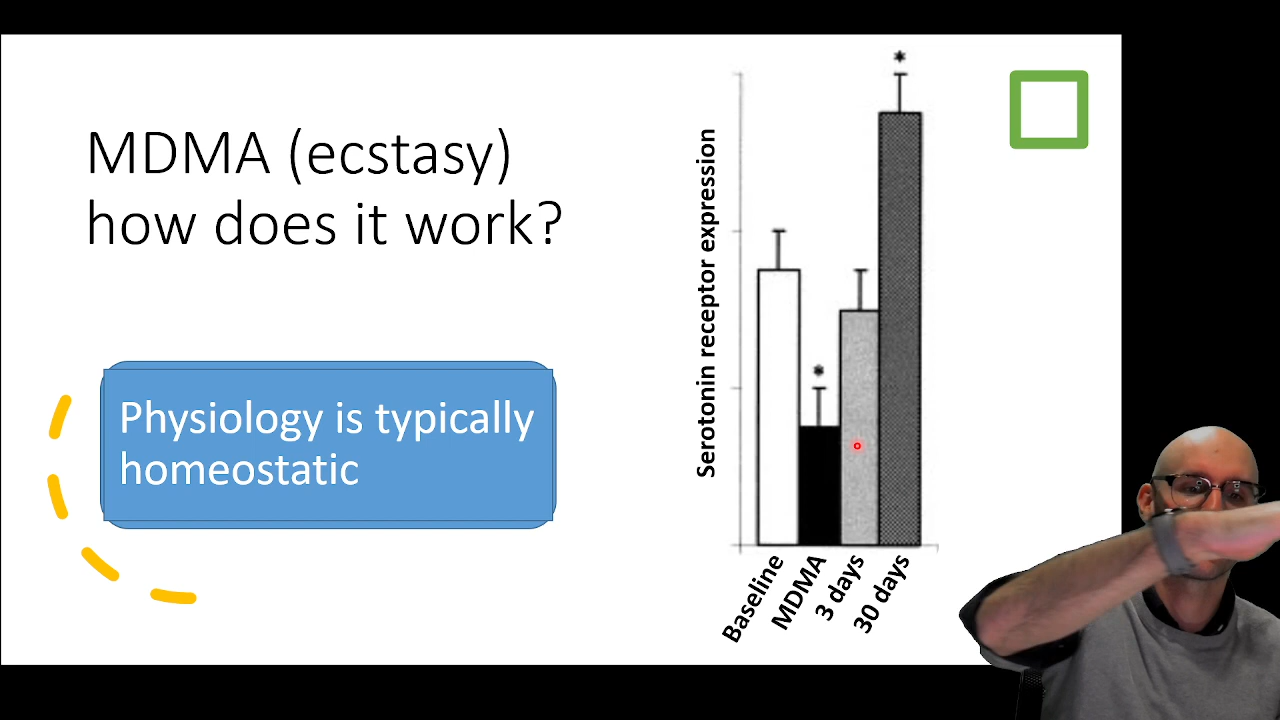 MDMA (ecstasy)
how does it work?
Physiology is typically
homeostatic
Serotonin receptor expression
*
*
Baseline
MDMA
3 days
30 days